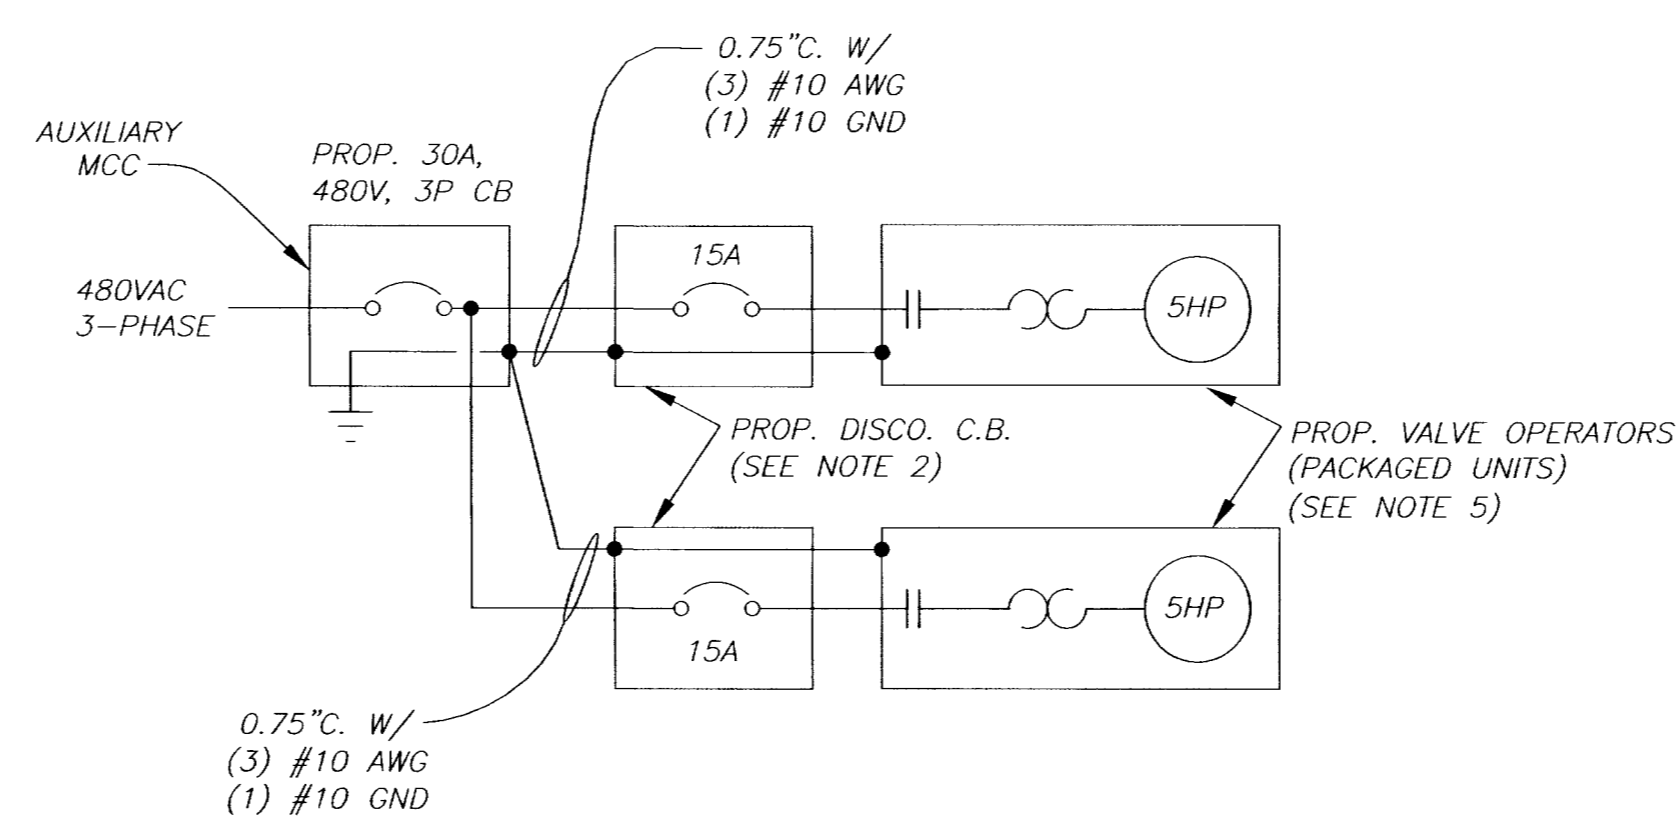 0.75"C. W/
(3) #10 AWG
(1) #10 GND
AUXILIARY
MCC
PROP. 30A,
480V, 3P CB
480VAC
3-PHASE
15A
5HP
PROP. DISCO. C.B.
(SEE NOTE 2)
PROP. VALVE OPERATORS
(PACKAGED UNITS)
(SEE NOTE 5)
15A
5HP
0.75"C. W/
(3) #10 AWG
(1) #10 GND